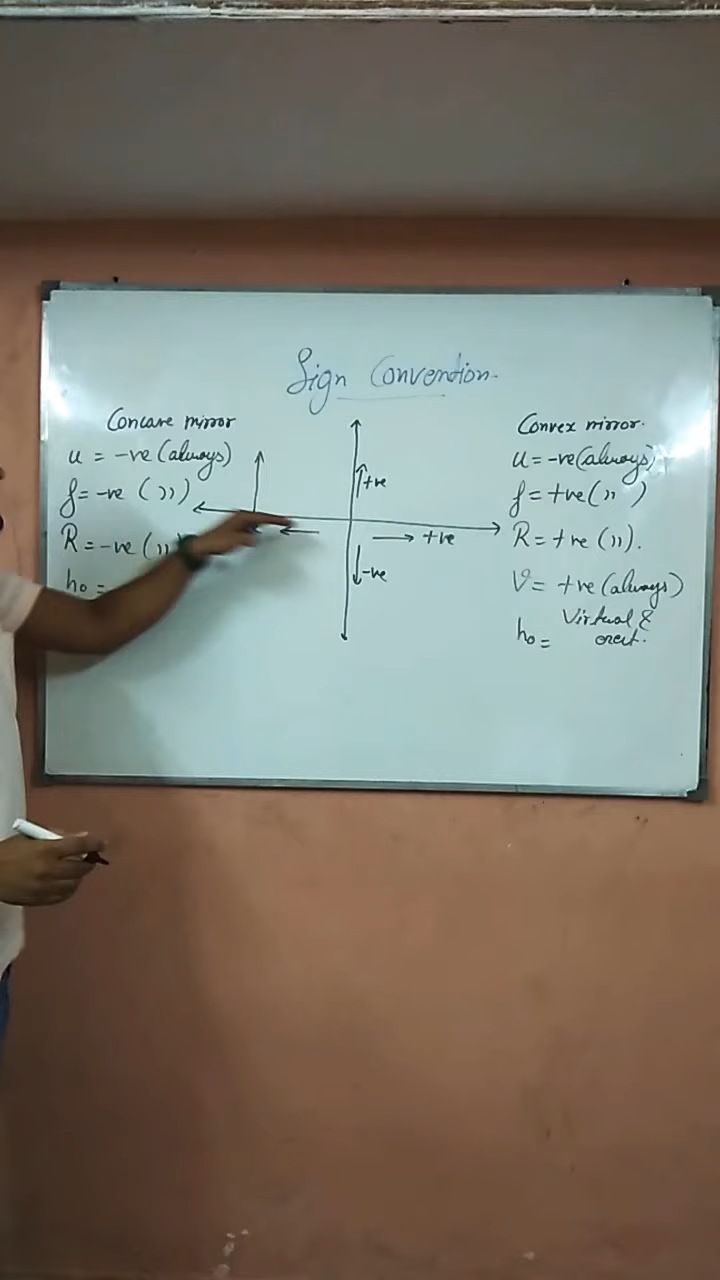 Sign Convention.
Concave mirror
u = -ve (always)
f = -ve (")
R = -ve (")
ho =
+ve
+ve
-ve
Convex mirror.
u = -ve (always)
f = +ve (")
R = +ve (").
V = +ve (always)
Virtual &
ho = erect.